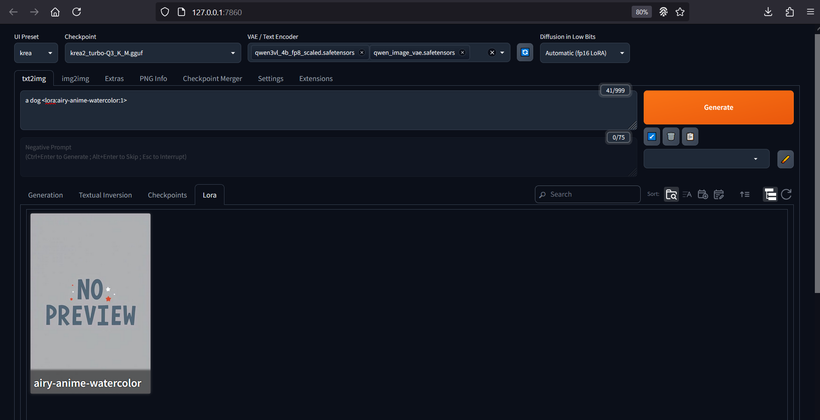 127.0.0.1:7860
80%
UI Preset
Checkpoint
VAE / Text Encoder
Diffusion in Low Bits
krea
krea2_turbo-Q3_K_M.gguf
qwen3vl_4b_fp8_scaled.safetensors ×
qwen_image_vae.safetensors ×
Automatic (fp16 LoRA)
txt2img
img2img
Extras
PNG Info
Checkpoint Merger
Settings
Extensions
41/999
a dog <lora:airy-anime-watercolor:1>
Generate
0/75
Negative Prompt
(Ctrl+Enter to Generate ; Alt+Enter to Skip ; Esc to Interrupt)
Generation
Textual Inversion
Checkpoints
Lora
Search
Sort:
NO
PREVIEW
airy-anime-watercolor